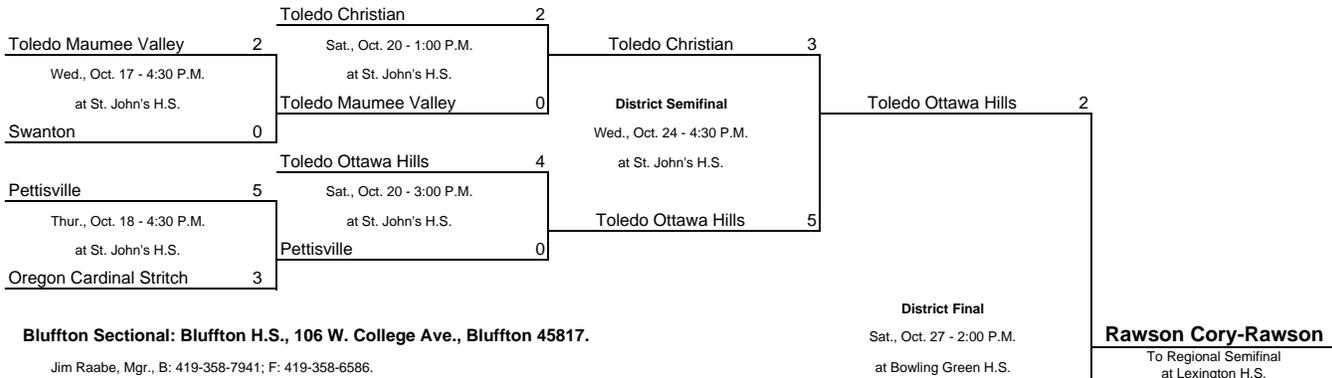 Toledo Christian 2
Toledo Maumee Valley 2
Sat., Oct. 20 - 1:00 P.M.
Toledo Christian 3
Wed., Oct. 17 - 4:30 P.M.
at St. John's H.S.
at St. John's H.S.
Toledo Maumee Valley 0
District Semifinal
Toledo Ottawa Hills 2
Swanton 0
Wed., Oct. 24 - 4:30 P.M.
Toledo Ottawa Hills 4
at St. John's H.S.
Pettisville 5
Sat., Oct. 20 - 3:00 P.M.
Thur., Oct. 18 - 4:30 P.M.
at St. John's H.S.
Toledo Ottawa Hills 5
at St. John's H.S.
Pettisville 0
Oregon Cardinal Stritch 3
District Final
Bluffton Sectional: Bluffton H.S., 106 W. College Ave., Bluffton 45817.
Sat., Oct. 27 - 2:00 P.M.
Rawson Cory-Rawson
To Regional Semifinal
Jim Raabe, Mgr., B: 419-358-7941; F: 419-358-6586.
at Bowling Green H.S.
at Lexington H.S.